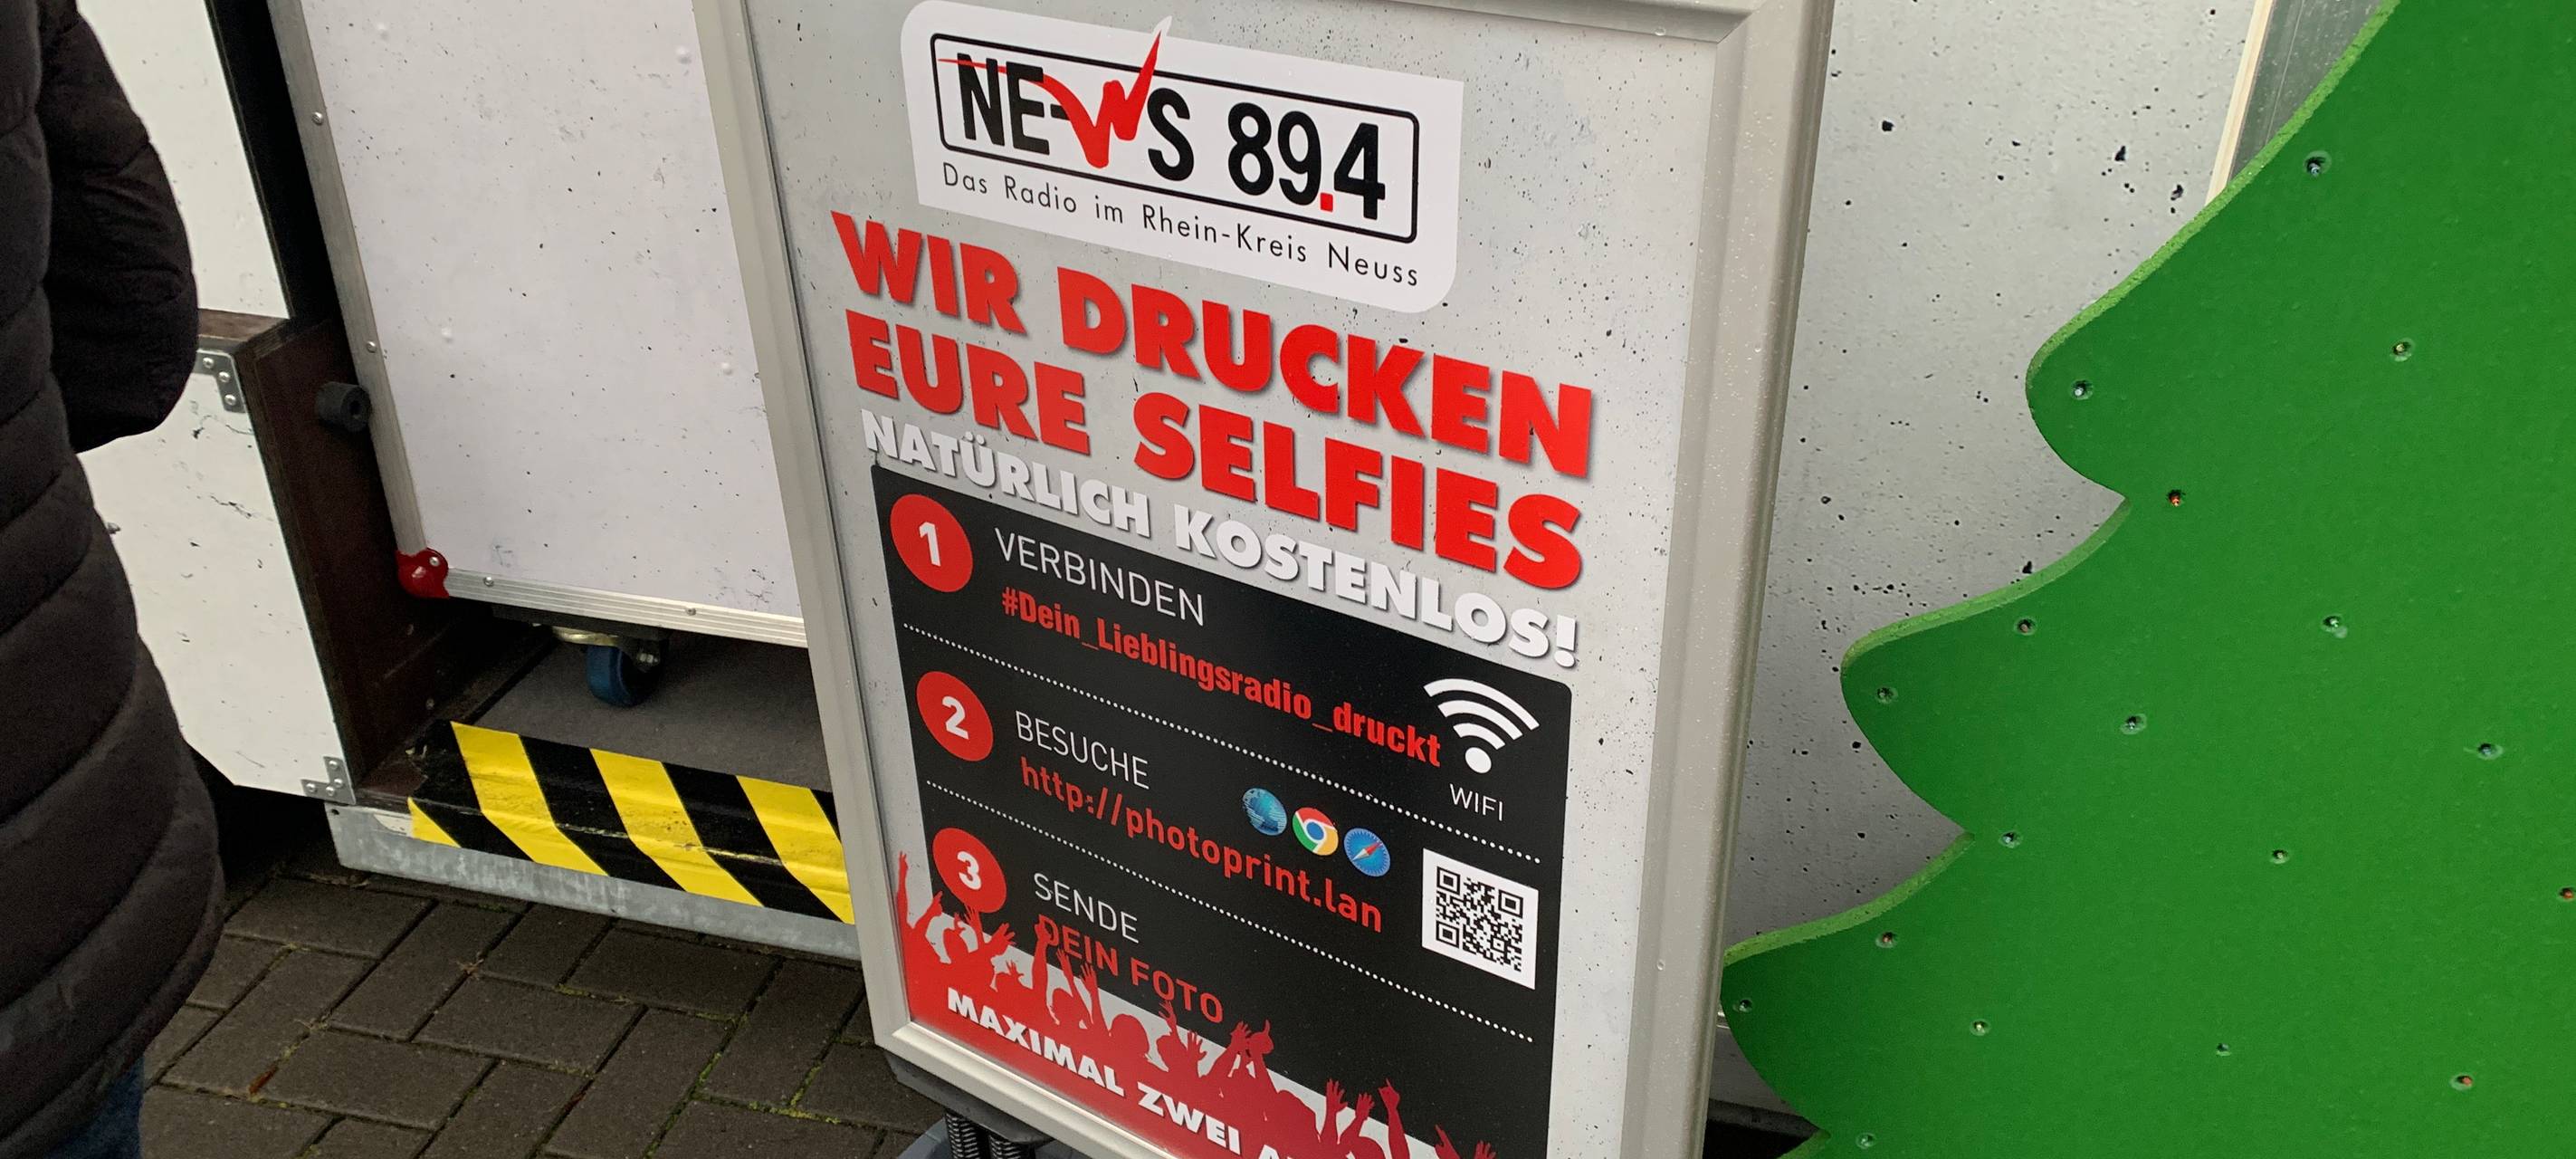 NE-WS 89.4
Das Radio im Rhein-Kreis Neuss
WIR DRUCKEN
EURE SELFIES
NATÜRLICH KOSTENLOS!
1 VERBINDEN
#Dein_Lieblingsradio_druckt
WIFI
2 BESUCHE
http://photoprint.lan
3 SENDE
DEIN FOTO
MAXIMAL ZWEI